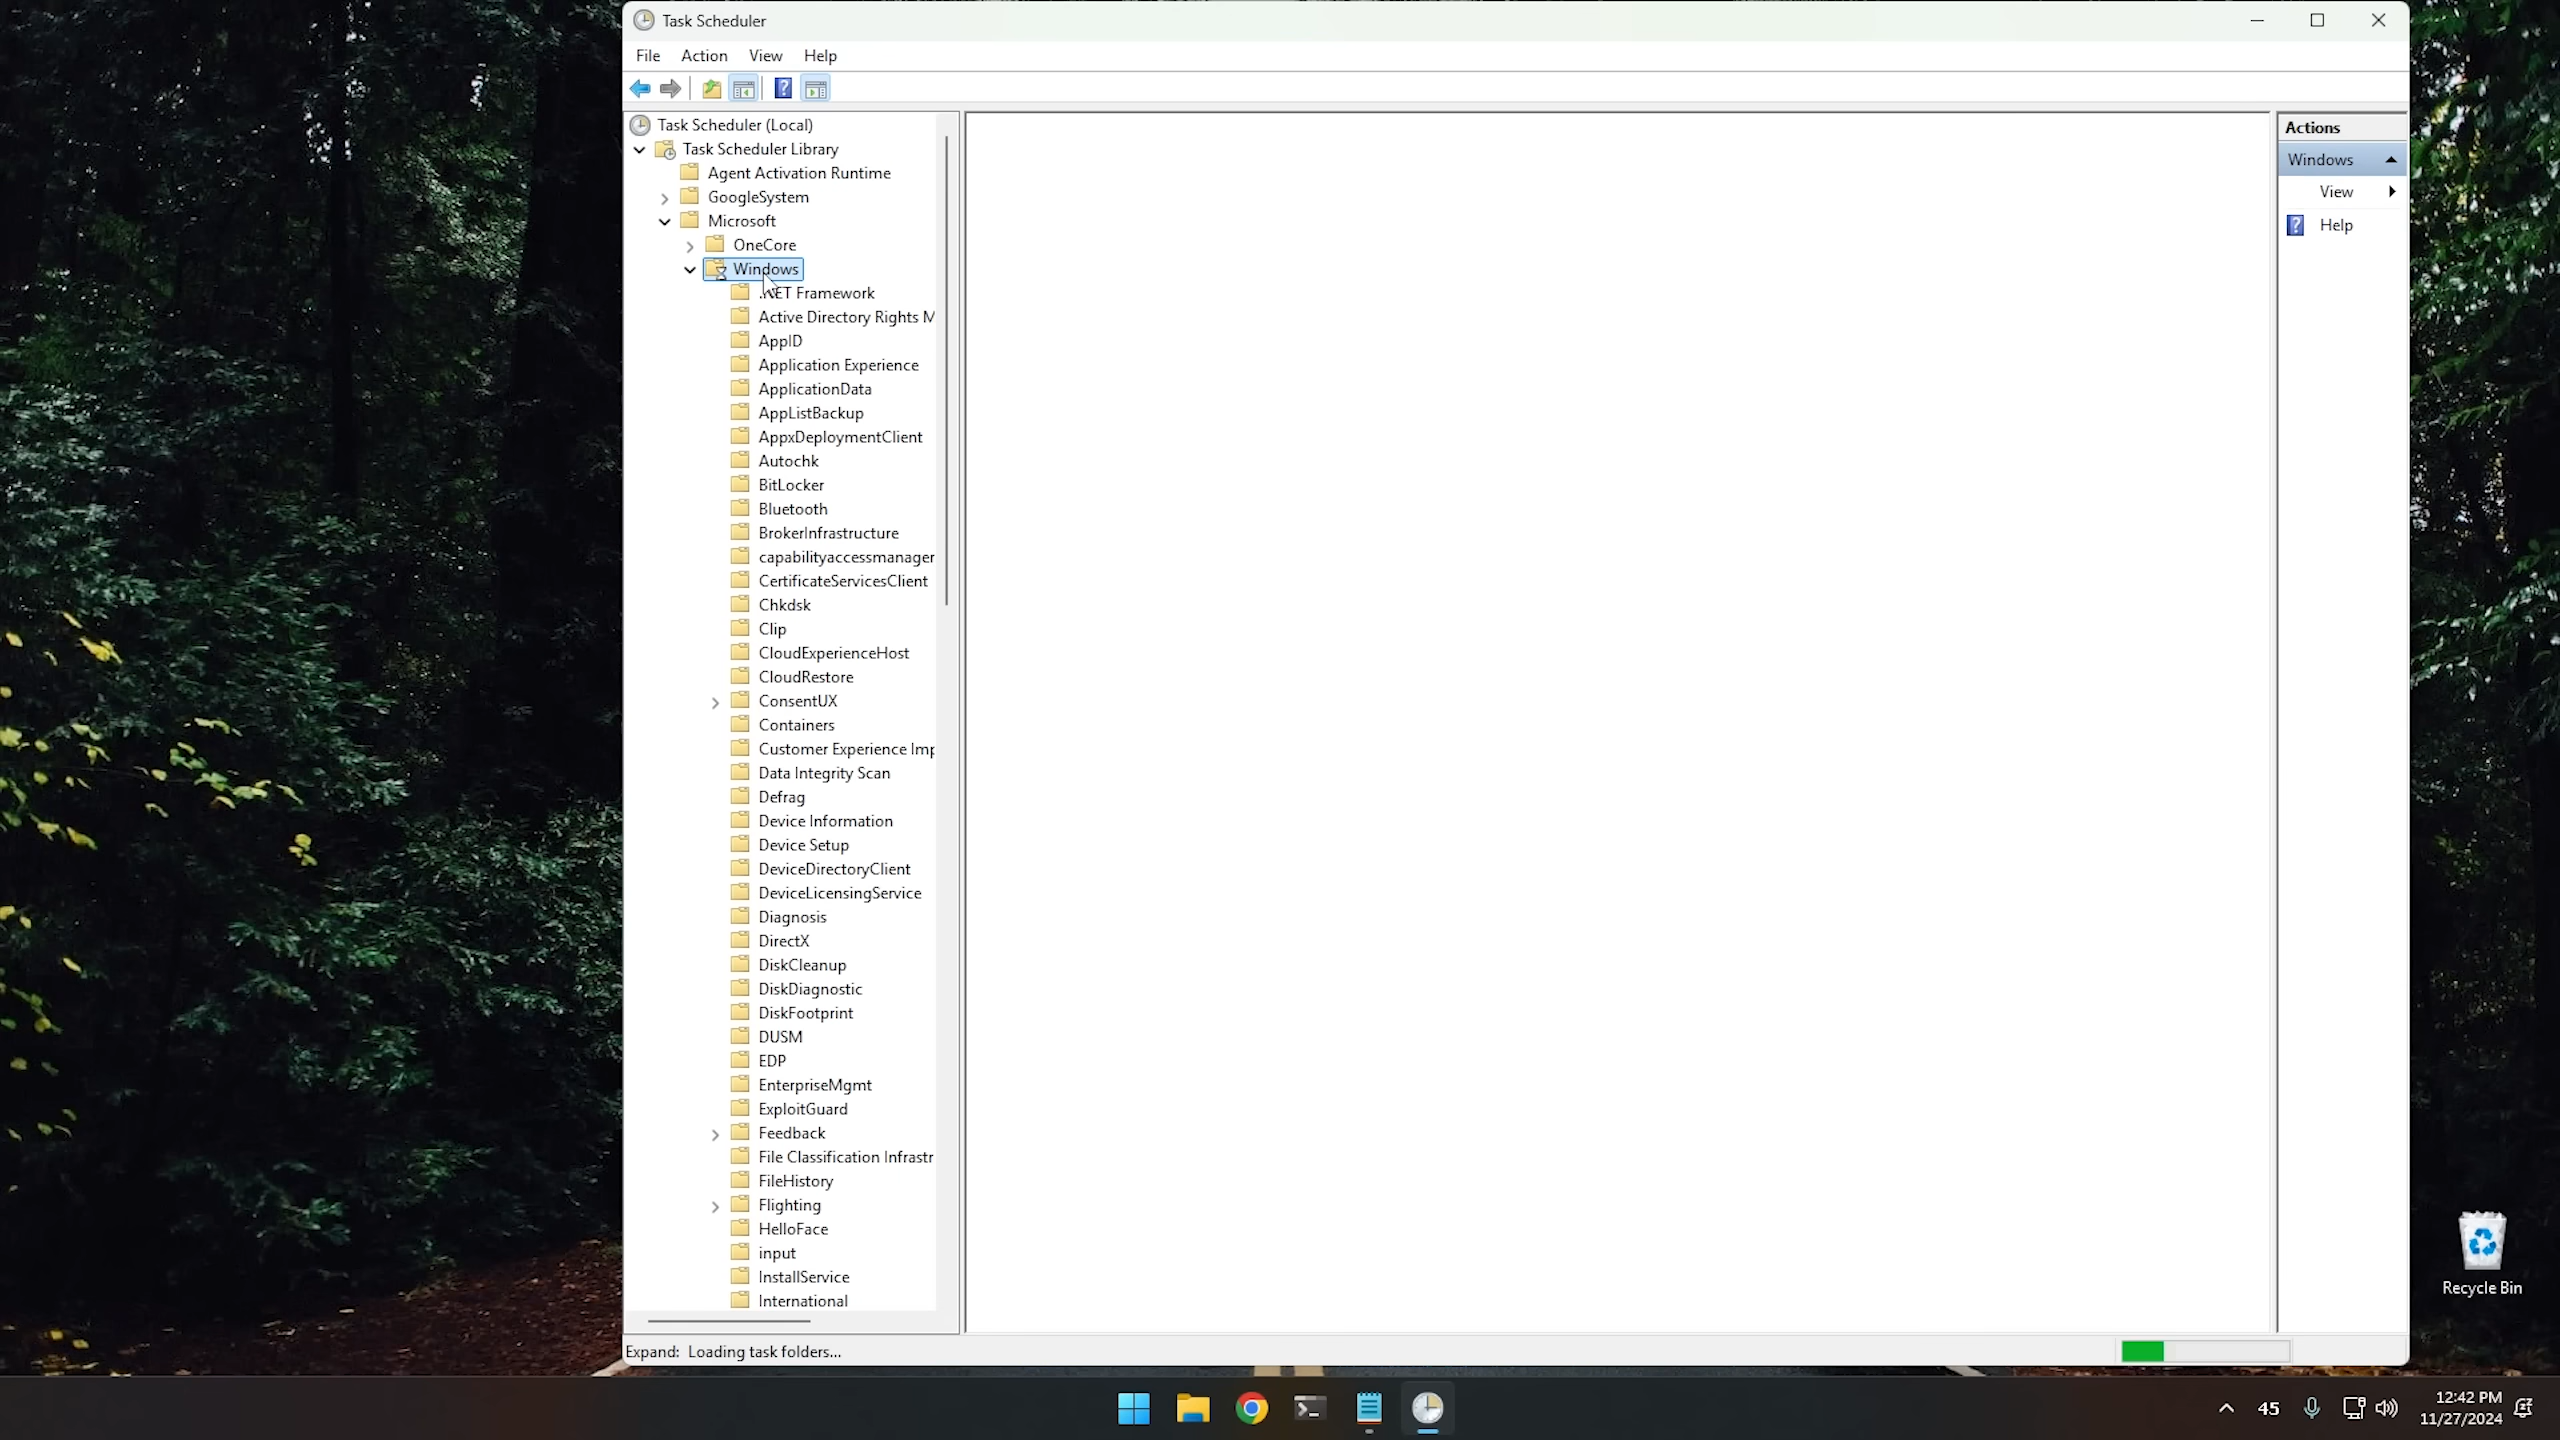 Task Scheduler
File Action View Help
Task Scheduler (Local)
Task Scheduler Library
Agent Activation Runtime
GoogleSystem
Microsoft
OneCore
Windows
.NET Framework
Active Directory Rights M
AppID
Application Experience
ApplicationData
AppListBackup
AppxDeploymentClient
Autochk
BitLocker
Bluetooth
BrokerInfrastructure
capabilityaccessmanager
CertificateServicesClient
Chkdsk
Clip
CloudExperienceHost
CloudRestore
ConsentUX
Containers
Customer Experience Imp
Data Integrity Scan
Defrag
Device Information
Device Setup
DeviceDirectoryClient
DeviceLicensingService
Diagnosis
DirectX
DiskCleanup
DiskDiagnostic
DiskFootprint
DUSM
EDP
EnterpriseMgmt
ExploitGuard
Feedback
File Classification Infrastr
FileHistory
Flighting
HelloFace
input
InstallService
International
Actions
Windows
View
Help
Expand: Loading task folders...
Recycle Bin
45
12:42 PM
11/27/2024